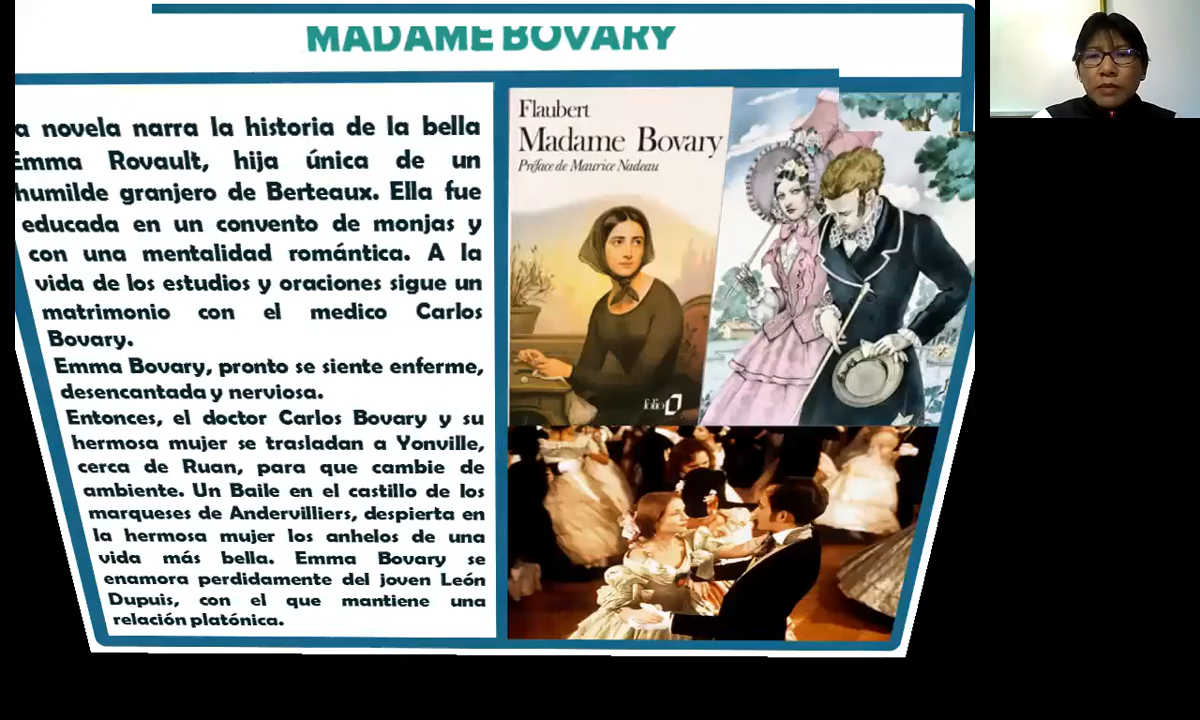 MADAME BOVARY
a novela narra la historia de la bella
Emma Rovault, hija única de un
humilde granjero de Berteaux. Ella fue
educada en un convento de monjas y
con una mentalidad romántica. A la
vida de los estudios y oraciones sigue un
matrimonio con el medico Carlos
Bovary.
Emma Bovary, pronto se siente enferme,
desencantada y nerviosa.
Entonces, el doctor Carlos Bovary y su
hermosa mujer se trasladan a Yonville,
cerca de Ruan, para que cambie de
ambiente. Un Baile en el castillo de los
marqueses de Andervilliers, despierta en
la hermosa mujer los anhelos de una
vida más bella. Emma Bovary se
enamora perdidamente del joven León
Dupuis, con el que mantiene una
relación platónica.
Flaubert
Madame Bovary
Préface de Maurice Nadeau
folio